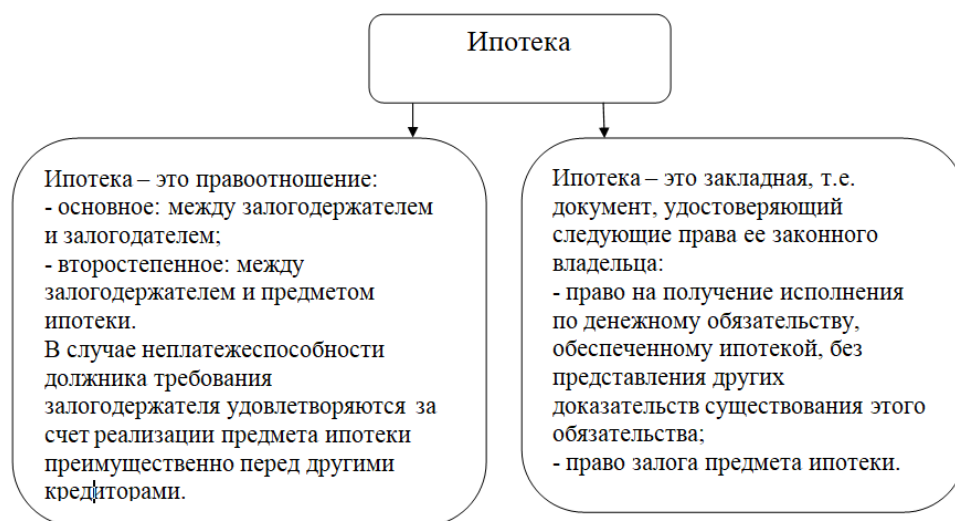 Ипотека
Ипотека – это правоотношение:
- основное: между залогодержателем
и залогодателем;
- второстепенное: между
залогодержателем и предметом
ипотеки.
В случае неплатежеспособности
должника требования
залогодержателя удовлетворяются за
счет реализации предмета ипотеки
преимущественно перед другими
кредиторами.
Ипотека – это закладная, т.е.
документ, удостоверяющий
следующие права ее законного
владельца:
- право на получение исполнения
по денежному обязательству,
обеспеченному ипотекой, без
представления других
доказательств существования этого
обязательства;
- право залога предмета ипотеки.